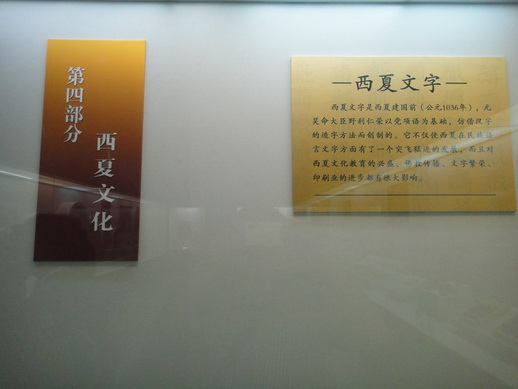 第四部分
西夏文化
—西夏文字—
西夏文字是西夏建国前（公元1036年），元
昊命大臣野利仁荣以党项语为基础，仿借汉字
的造字方法而创制的。它不仅使西夏在民族语
言文字方面有了一个突飞猛进的发展，而且对
西夏文化教育的兴盛、佛教传播、文字繁荣、
印刷业的进步都有很大影响。